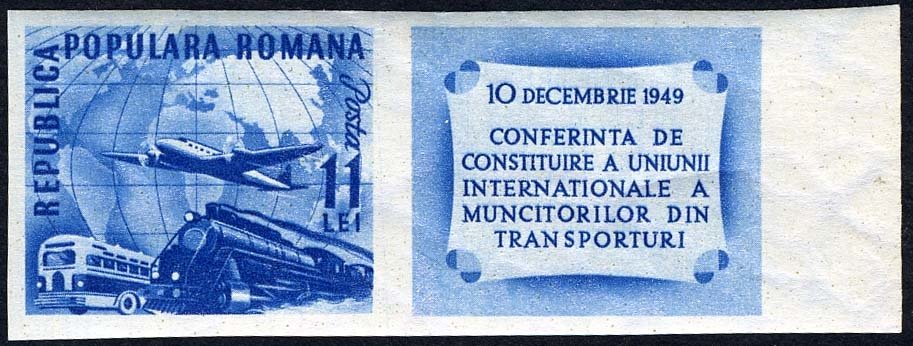 REPUBLICA
POPULARA ROMANA
Posta
11
LEI
10 DECEMBRIE 1949
CONFERINTA DE
CONSTITUIRE A UNIUNII
INTERNATIONALE A
MUNCITORILOR DIN
TRANSPORTURI